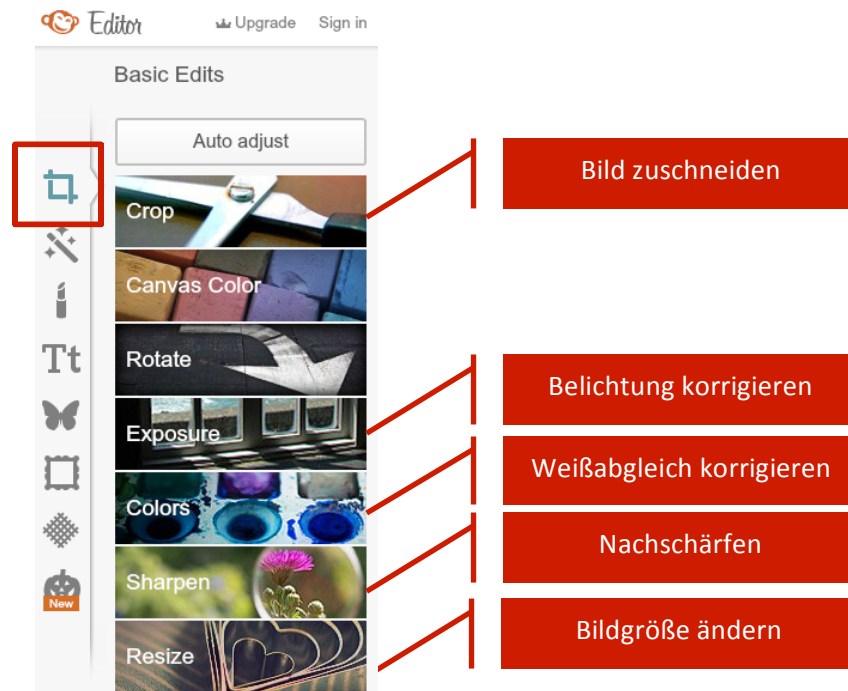 Editor
Upgrade Sign in
Basic Edits
Auto adjust
Crop
Bild zuschneiden
Canvas Color
Tt
Rotate
Exposure
Belichtung korrigieren
Colors
Weißabgleich korrigieren
Sharpen
Nachschärfen
New
Resize
Bildgröße ändern